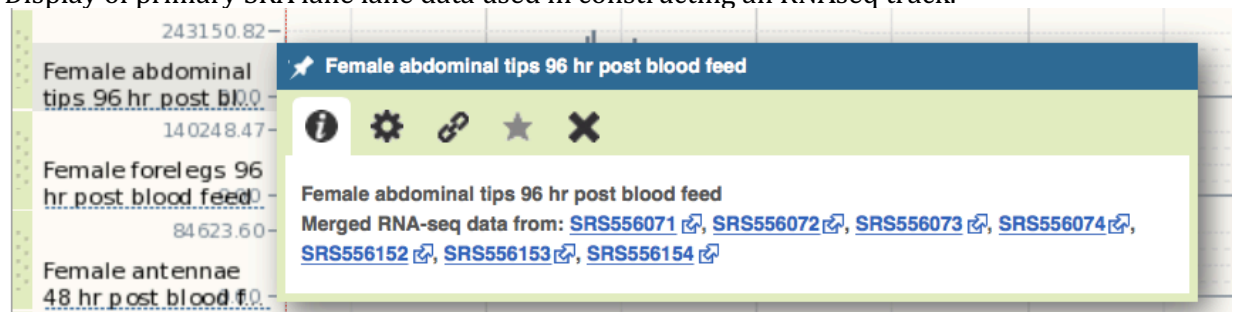 Display of primary SRA lane lane data used in constructing an RNAseq track.
243150.82
Female abdominal
tips 96 hr post bl..
0.0
140248.47
Female forelegs 96
hr post blood feed
84623.60
Female antennae
48 hr post blood f..
Female abdominal tips 96 hr post blood feed
Female abdominal tips 96 hr post blood feed
Merged RNA-seq data from: SRS556071, SRS556072, SRS556073, SRS556074,
SRS556152, SRS556153, SRS556154